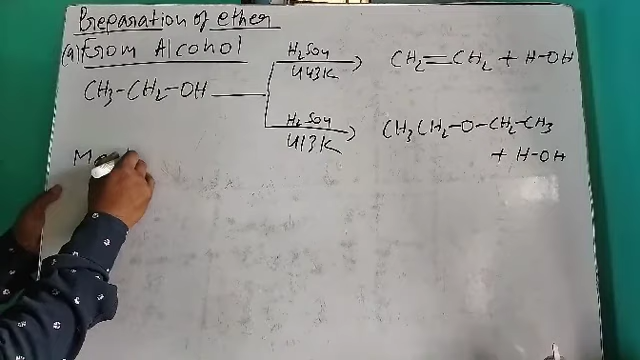 Preparation of ether
(a) From Alcohol
H₂SO₄
443K
CH₂=CH₂ + H-OH
CH₃-CH₂-OH
H₂SO₄
413K
CH₃CH₂-O-CH₂-CH₃
+ H-OH
M